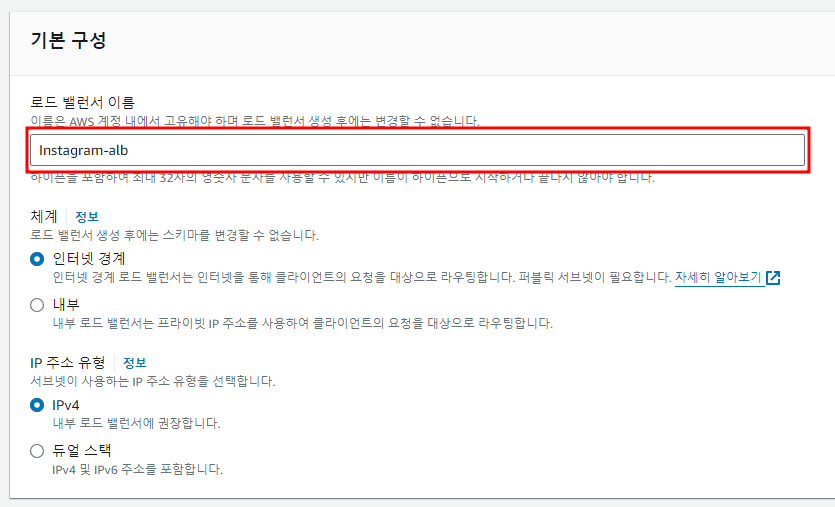 기본 구성
로드 밸런서 이름
이름은 AWS 계정 내에서 고유해야 하며 로드 밸런서 생성 후에는 변경할 수 없습니다.
Instagram-alb
하이픈을 포함하여 최대 32자의 영숫자 문자를 사용할 수 있지만 이름이 하이픈으로 시작하거나 끝나지 않아야 합니다.
체계 정보
로드 밸런서 생성 후에는 스키마를 변경할 수 없습니다.
인터넷 경계
인터넷 경계 로드 밸런서는 인터넷을 통해 클라이언트의 요청을 대상으로 라우팅합니다. 퍼블릭 서브넷이 필요합니다. 자세히 알아보기
내부
내부 로드 밸런서는 프라이빗 IP 주소를 사용하여 클라이언트의 요청을 대상으로 라우팅합니다.
IP 주소 유형 정보
서브넷이 사용하는 IP 주소 유형을 선택합니다.
IPv4
내부 로드 밸런서에 권장합니다.
듀얼 스택
IPv4 및 IPv6 주소를 포함합니다.